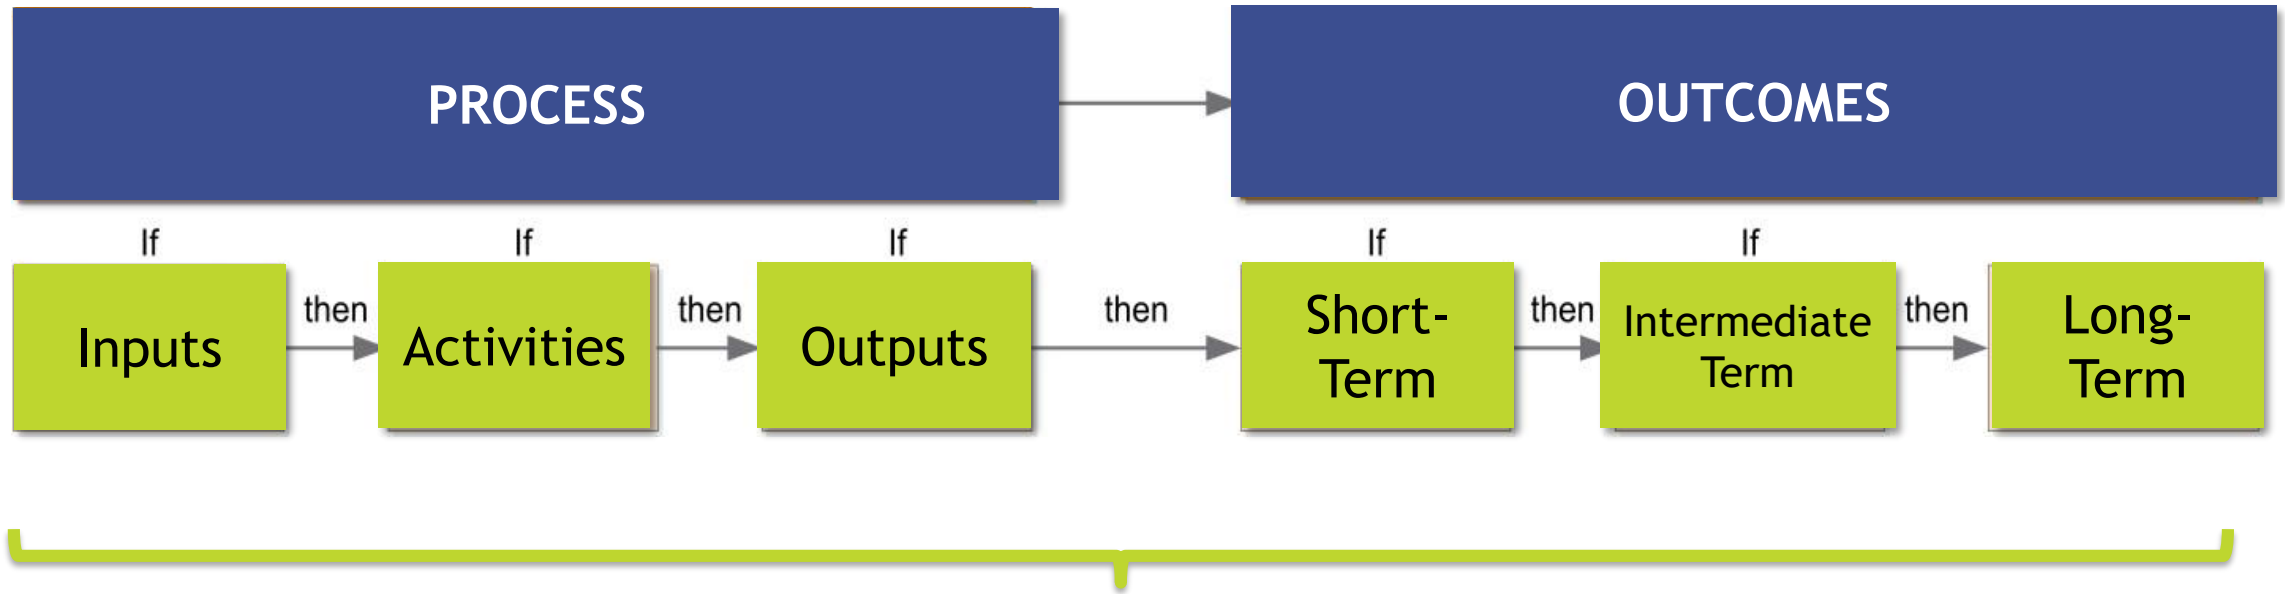 PROCESS
OUTCOMES
If
If
If
If
If
Inputs
then
Activities
then
Outputs
then
Short-
Term
then
Intermediate
Term
then
Long-
Term